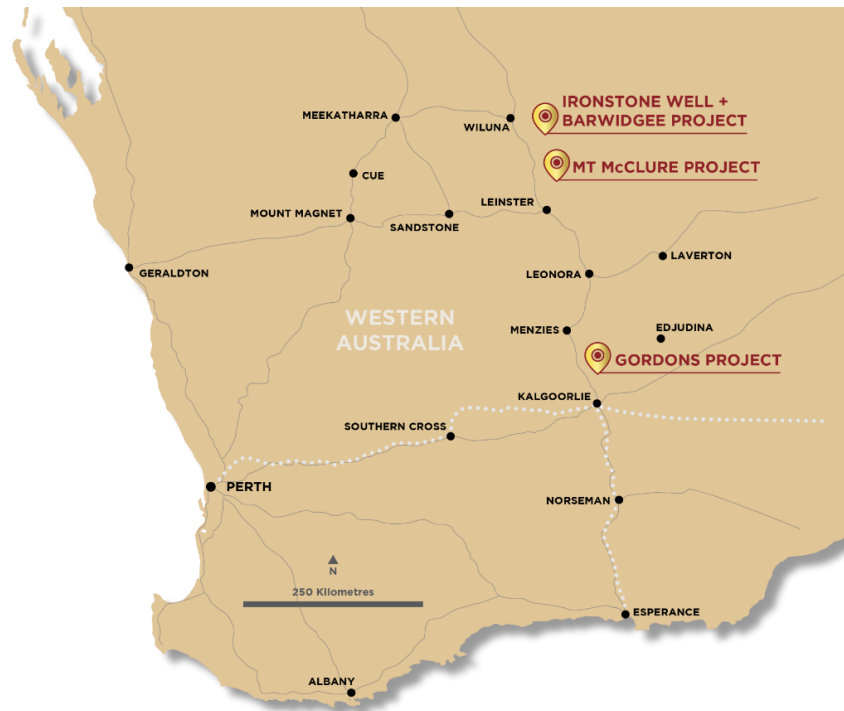 IRONSTONE WELL +
BARWIDGEE PROJECT
MEEKATHARRA
WILUNA
MT McCLURE PROJECT
CUE
LEINSTER
MOUNT MAGNET
SANDSTONE
LAVERTON
GERALDTON
LEONORA
WESTERN
AUSTRALIA
MENZIES
EDJUDINA
GORDONS PROJECT
KALGOORLIE
SOUTHERN CROSS
PERTH
NORSEMAN
N
250 Kilometres
ESPERANCE
ALBANY